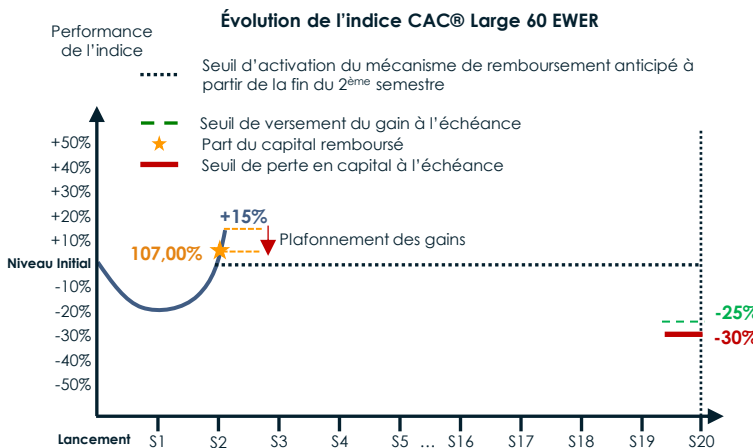 Évolution de l'indice CAC® Large 60 EWER
Performance
de l'indice
Seuil d'activation du mécanisme de remboursement anticipé à
partir de la fin du 2ème semestre
Seuil de versement du gain à l'échéance
Part du capital remboursé
Seuil de perte en capital à l'échéance
+50%
+40%
+30%
+20%
+10%
Niveau Initial
-10%
-20%
-30%
-40%
-50%
+15%
107,00%
Plafonnement des gains
-25%
-30%
Lancement S1 S2 S3 S4 S5 ... S16 S17 S18 S19 S20